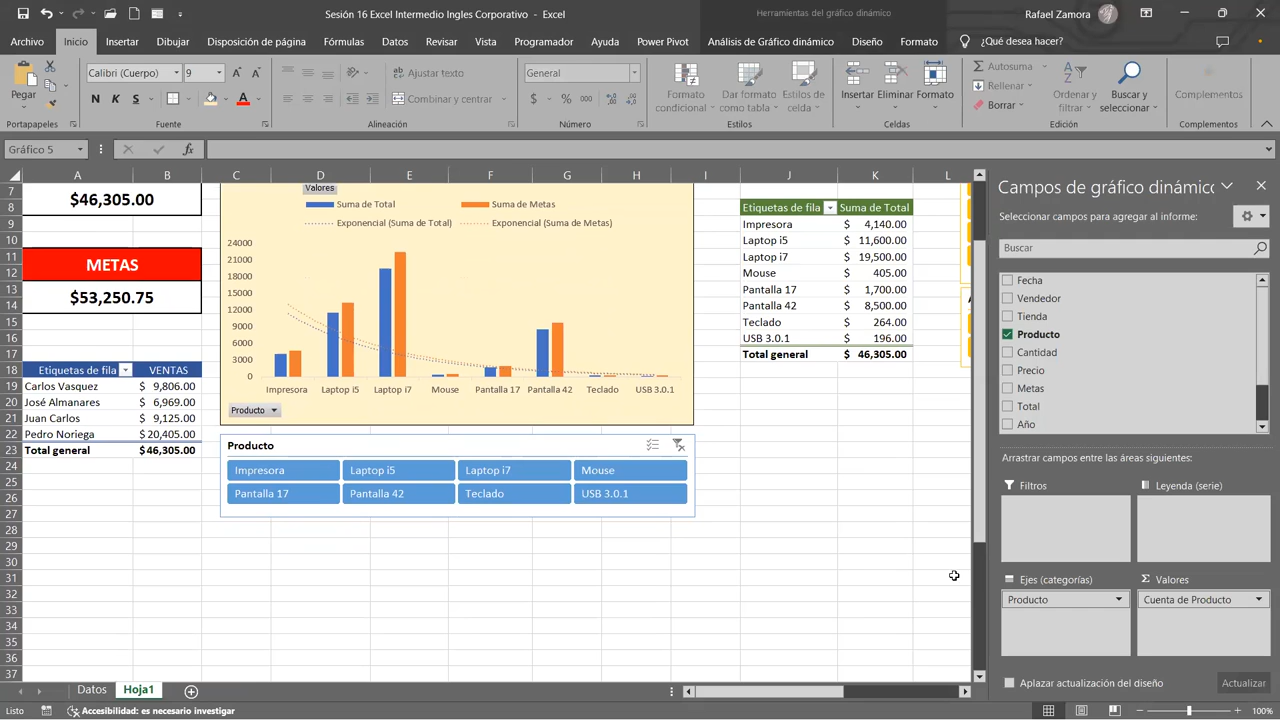 Sesión 16 Excel Intermedio Ingles Corporativo - Excel
Herramientas del gráfico dinámico
Rafael Zamora
Archivo Inicio Insertar Dibujar Disposición de página Fórmulas Datos Revisar Vista Programador Ayuda Power Pivot Análisis de Gráfico dinámico Diseño Formato ¿Qué desea hacer?
Pegar
Calibri (Cuerpo) 9
N K S
Ajustar texto
Combinar y centrar
General
$ % 000
Formato condicional
Dar formato como tabla
Estilos de celda
Insertar Eliminar Formato
Autosuma
Rellenar
Borrar
Ordenar y filtrar
Buscar y seleccionar
Complementos
Portapapeles Fuente Alineación Número Estilos Celdas Edición Complementos
Gráfico 5
fx
A B C D E F G H I J K L
7
8
9
10
11
12
13
14
15
16
17
18
19
20
21
22
23
24
25
26
27
28
29
30
31
32
33
34
35
36
37
$46,305.00
METAS
$53,250.75
Etiquetas de fila VENTAS
Carlos Vasquez $ 9,806.00
José Almanares $ 6,969.00
Juan Carlos $ 9,125.00
Pedro Noriega $ 20,405.00
Total general $ 46,305.00
Valores
Suma de Total Suma de Metas
Exponencial (Suma de Total) Exponencial (Suma de Metas)
24000
21000
18000
15000
12000
9000
6000
3000
0
Impresora Laptop i5 Laptop i7 Mouse Pantalla 17 Pantalla 42 Teclado USB 3.0.1
Producto
Producto
Impresora Laptop i5 Laptop i7 Mouse
Pantalla 17 Pantalla 42 Teclado USB 3.0.1
Etiquetas de fila Suma de Total
Impresora $ 4,140.00
Laptop i5 $ 11,600.00
Laptop i7 $ 19,500.00
Mouse $ 405.00
Pantalla 17 $ 1,700.00
Pantalla 42 $ 8,500.00
Teclado $ 264.00
USB 3.0.1 $ 196.00
Total general $ 46,305.00
Campos de gráfico dinámico
Seleccionar campos para agregar al informe:
Buscar
Fecha
Vendedor
Tienda
Producto
Cantidad
Precio
Metas
Total
Año
Arrastrar campos entre las áreas siguientes:
Filtros
Leyenda (serie)
Ejes (categorías)
Σ Valores
Producto
Cuenta de Producto
Aplazar actualización del diseño
Actualizar
Datos Hoja1
Listo
Accesibilidad: es necesario investigar
100%